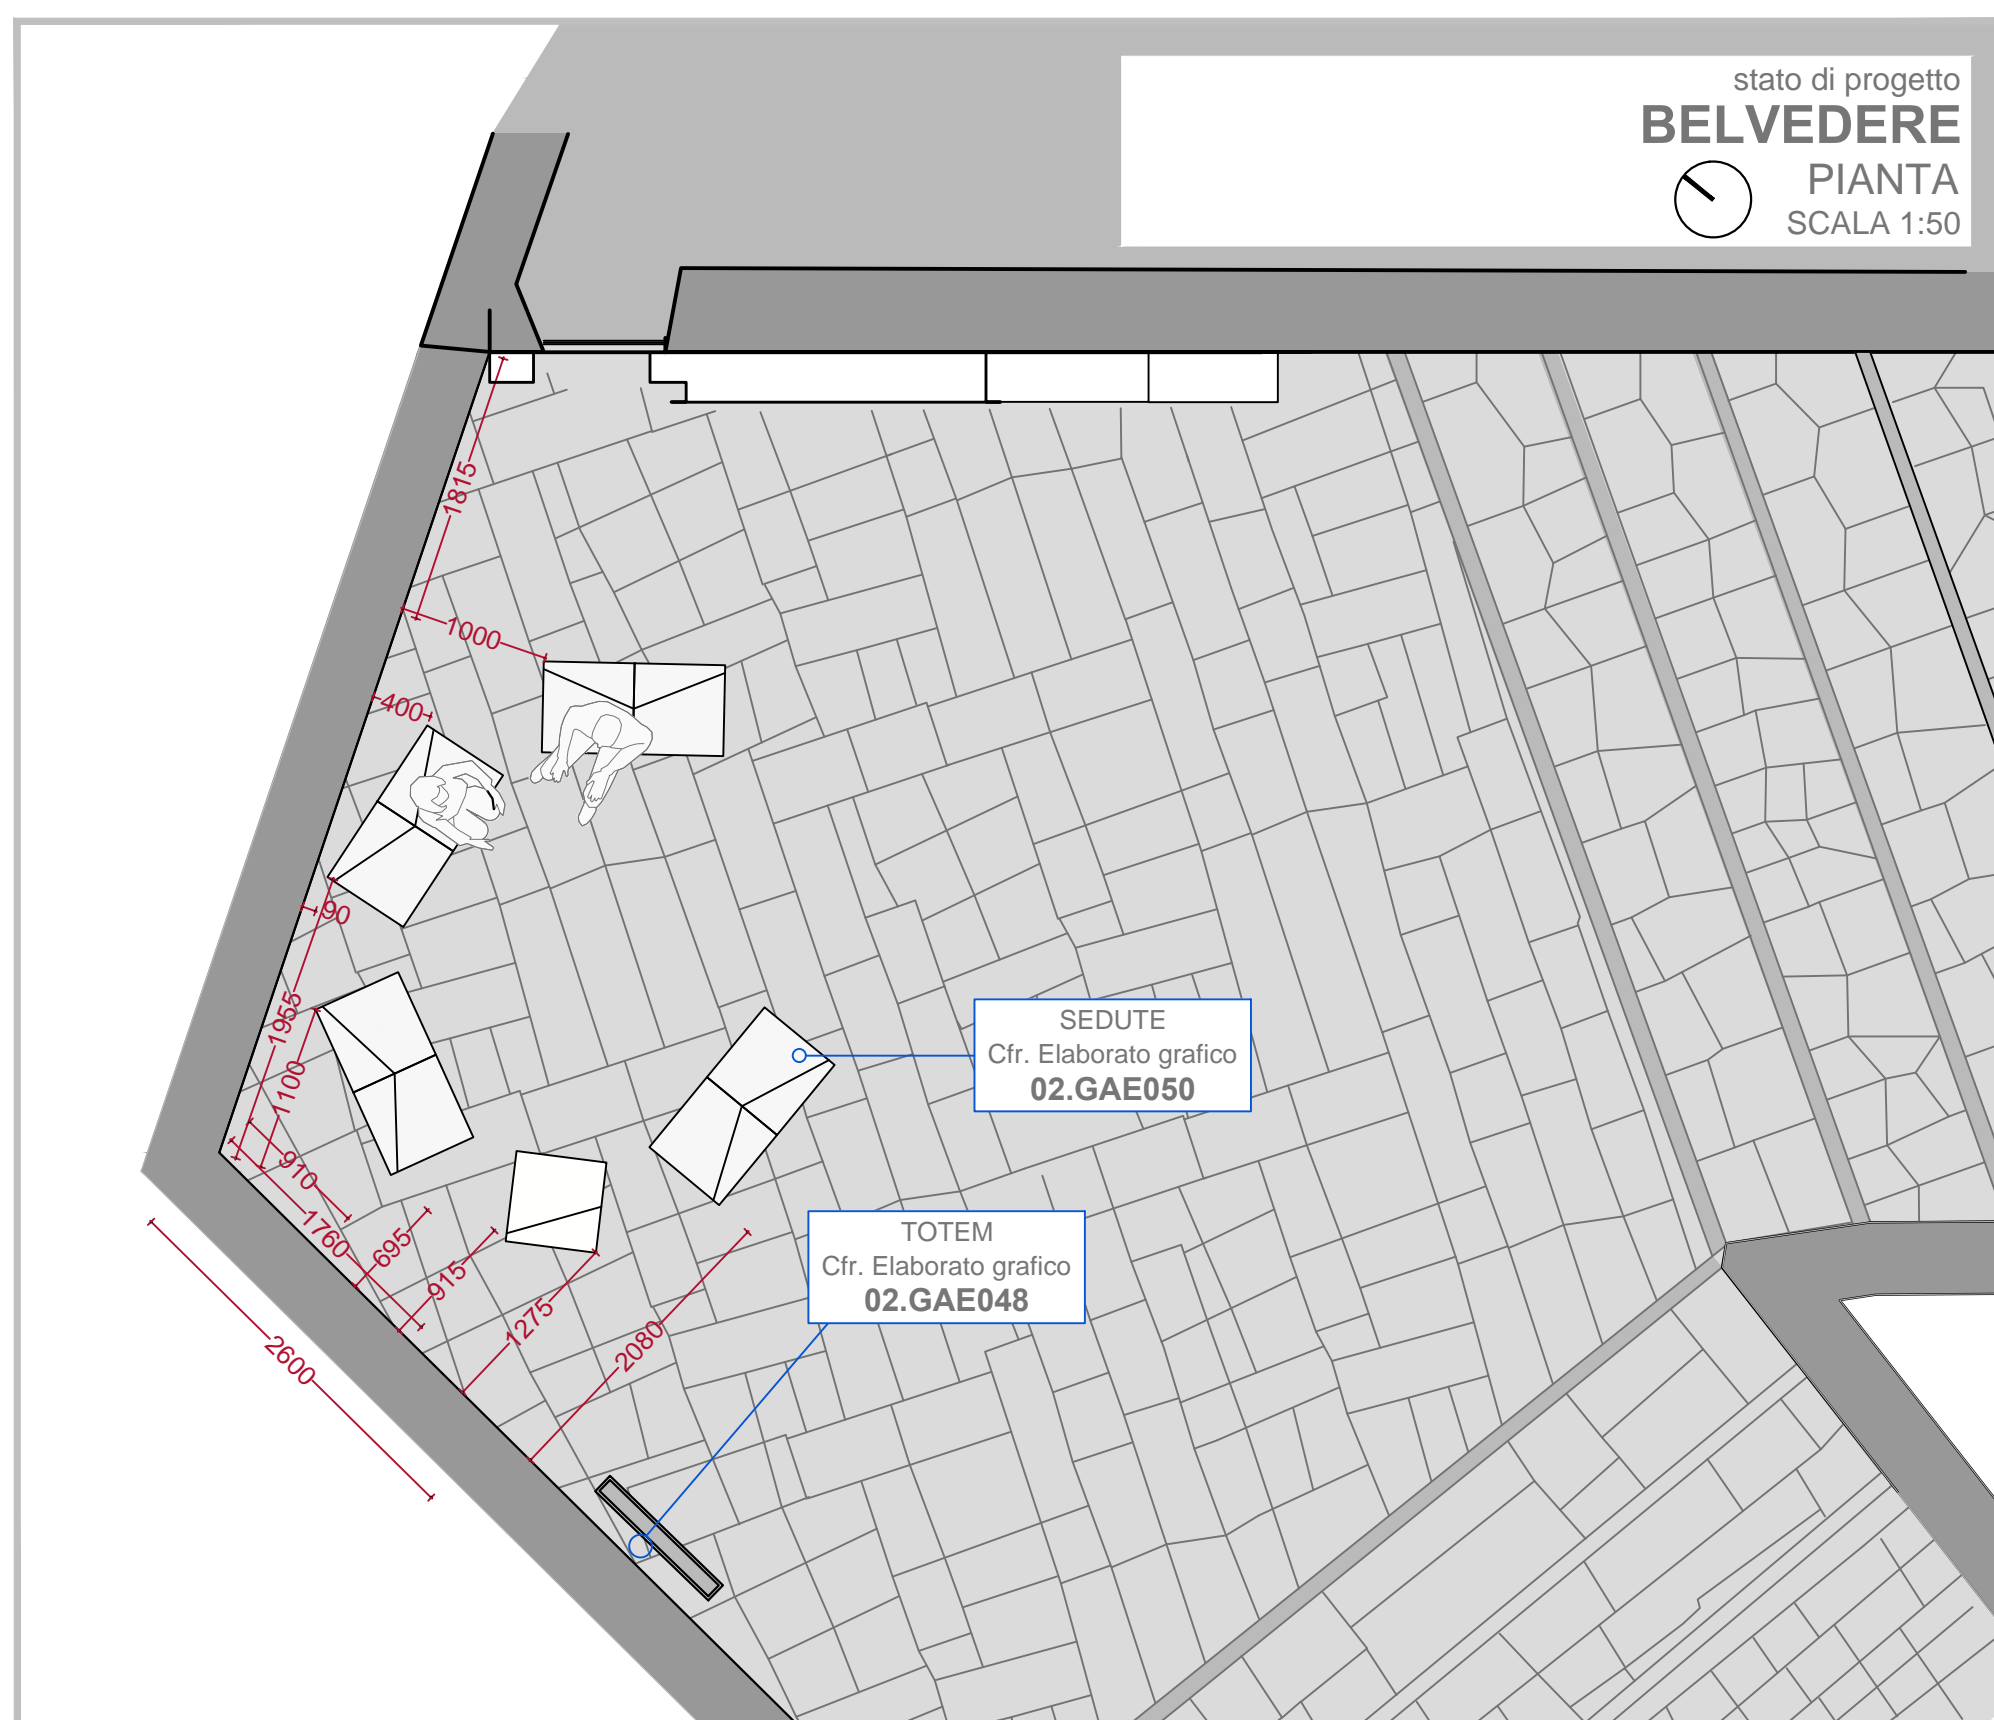 stato di progetto
BELVEDERE
PIANTA
SCALA 1:50
1815
1000
400
90
1955
1100
910
1760
695
915
1275
2080
2600
SEDUTE
Cfr. Elaborato grafico
02.GAE050
TOTEM
Cfr. Elaborato grafico
02.GAE048